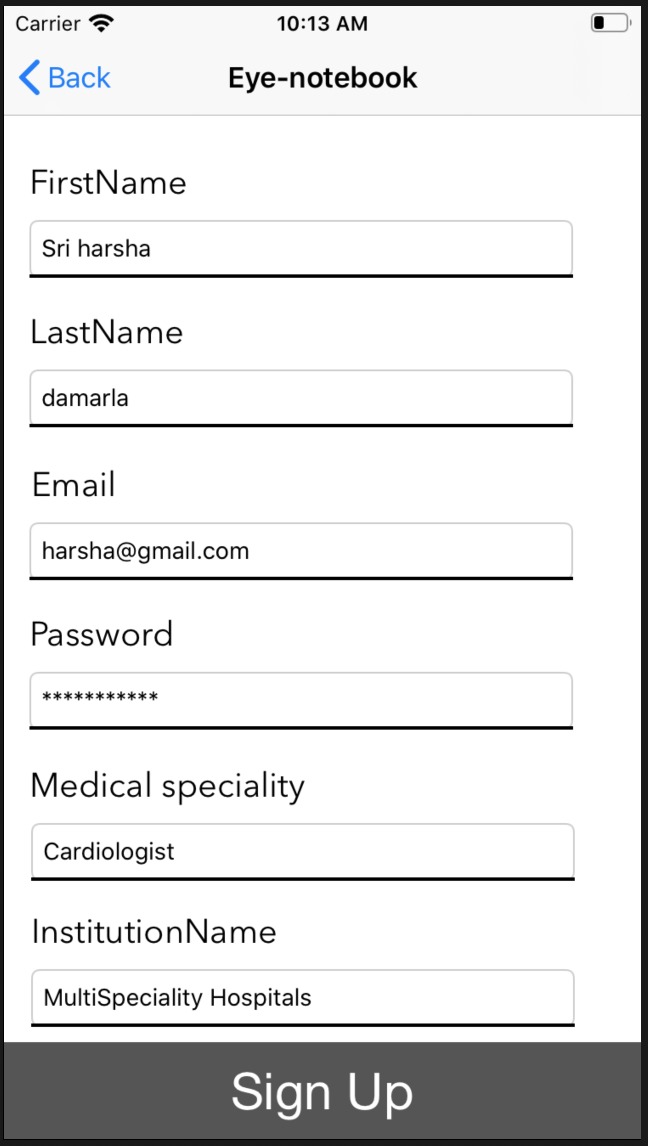 Carrier 10:13 AM
Back Eye-notebook
FirstName
Sri harsha
LastName
damarla
Email
harsha@gmail.com
Password
***********
Medical speciality
Cardiologist
InstitutionName
MultiSpeciality Hospitals
Sign Up